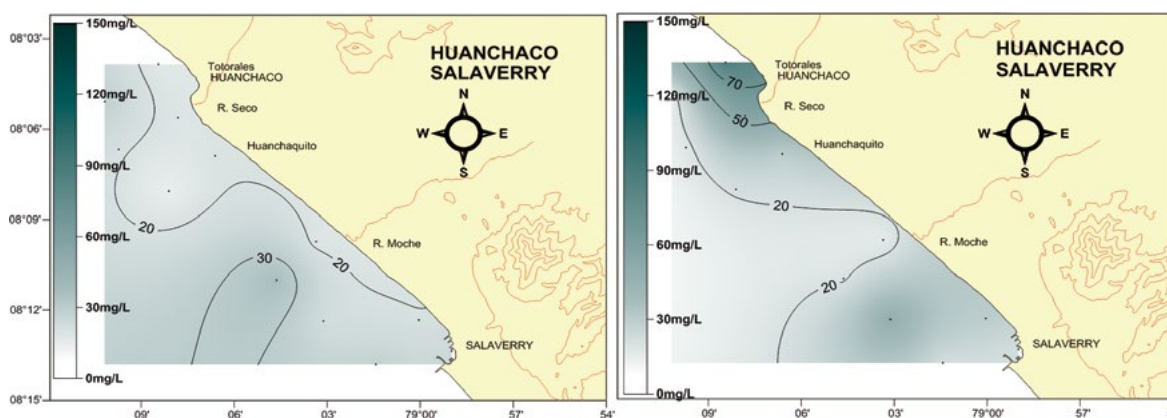 150mg/L
120mg/L
90mg/L
60mg/L
30mg/L
0mg/L
08°03'
08°06'
08°09'
08°12'
08°15'
09'
06'
03'
79°00'
57'
54'
HUANCHACO
SALAVERRY
N
W
E
S
Totorales
HUANCHACO
R. Seco
Huanchaquito
R. Moche
SALAVERRY
20
30
20
150mg/L
120mg/L
90mg/L
60mg/L
30mg/L
0mg/L
09'
06'
03'
79°00'
57'
HUANCHACO
SALAVERRY
N
W
E
S
Totorales
HUANCHACO
R. Seco
Huanchaquito
R. Moche
SALAVERRY
70
50
20
20